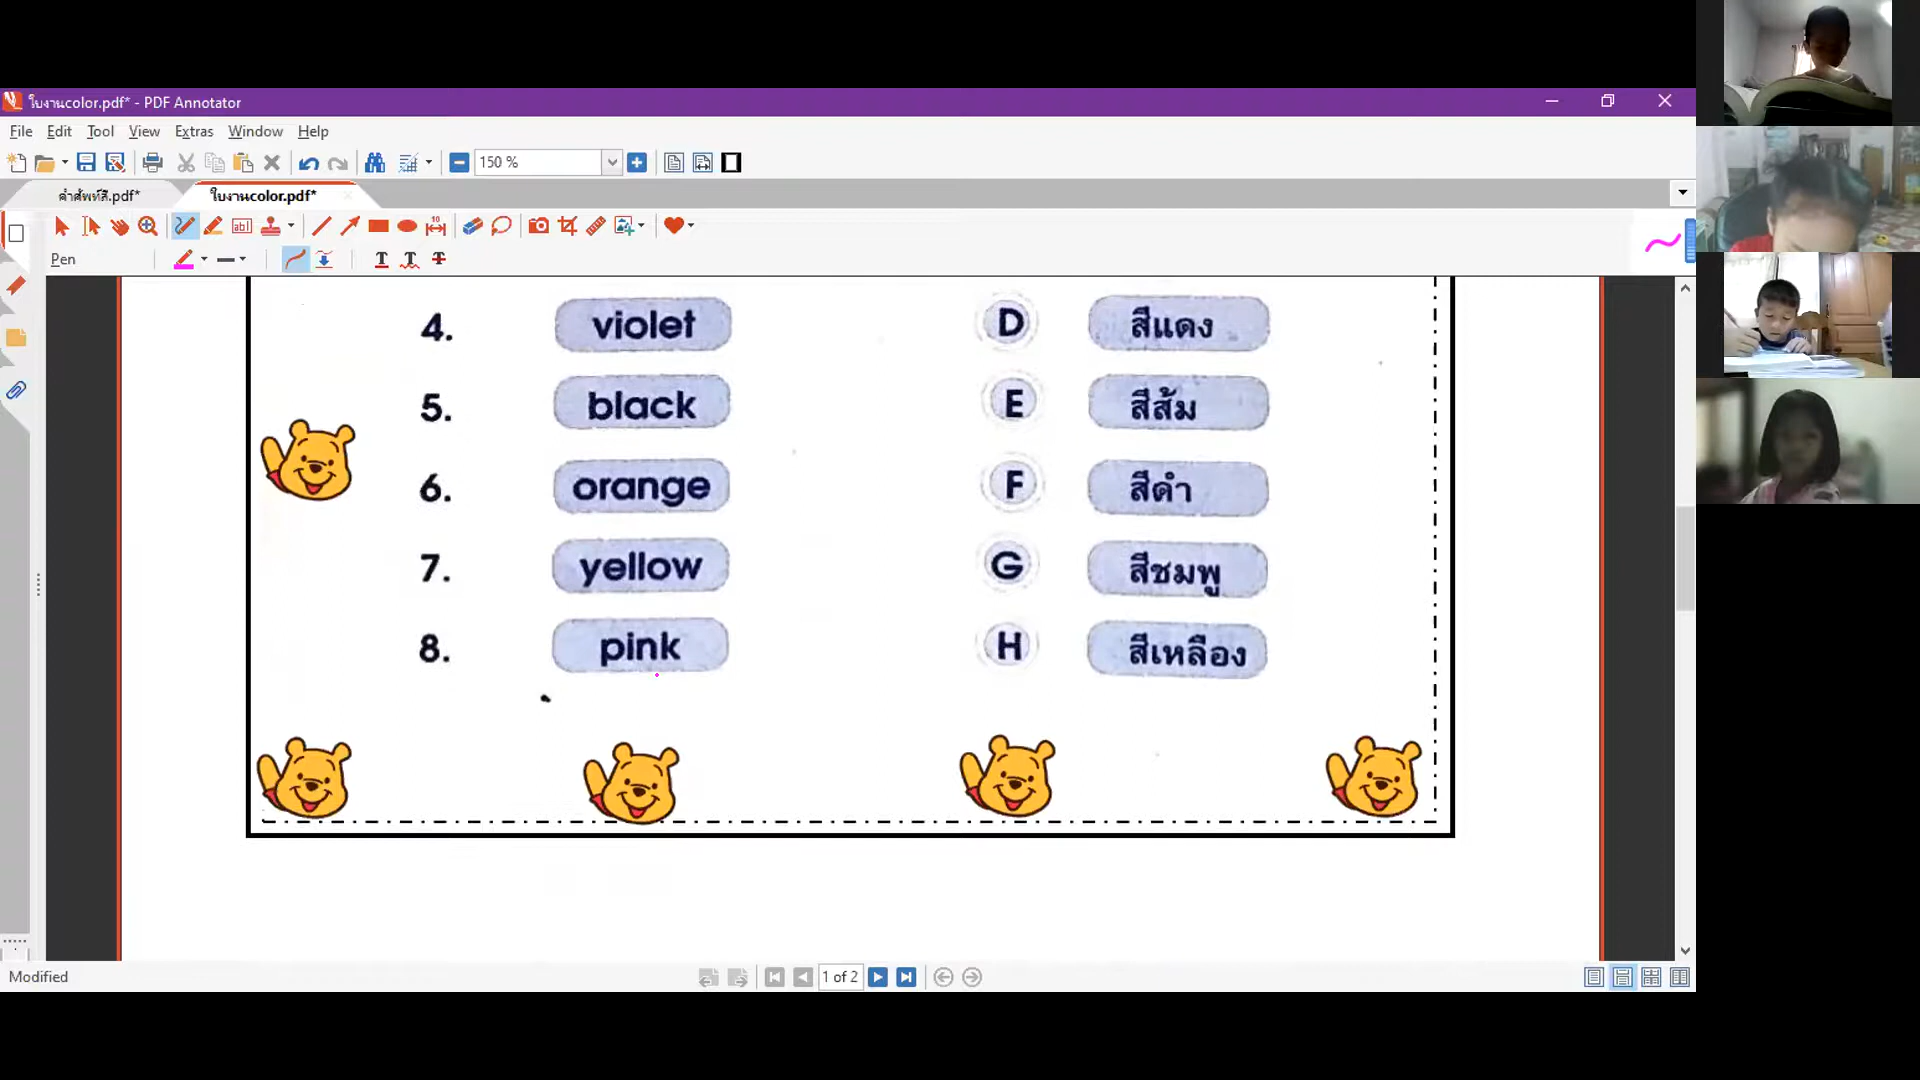 ใบงานcolor.pdf* - PDF Annotator
File Edit Tool View Extras Window Help
150 %
คำศัพท์สี.pdf* ใบงานcolor.pdf*
Pen
4. violet D สีแดง
5. black E สีส้ม
6. orange F สีดำ
7. yellow G สีชมพู
8. pink H สีเหลือง
Modified 1 of 2